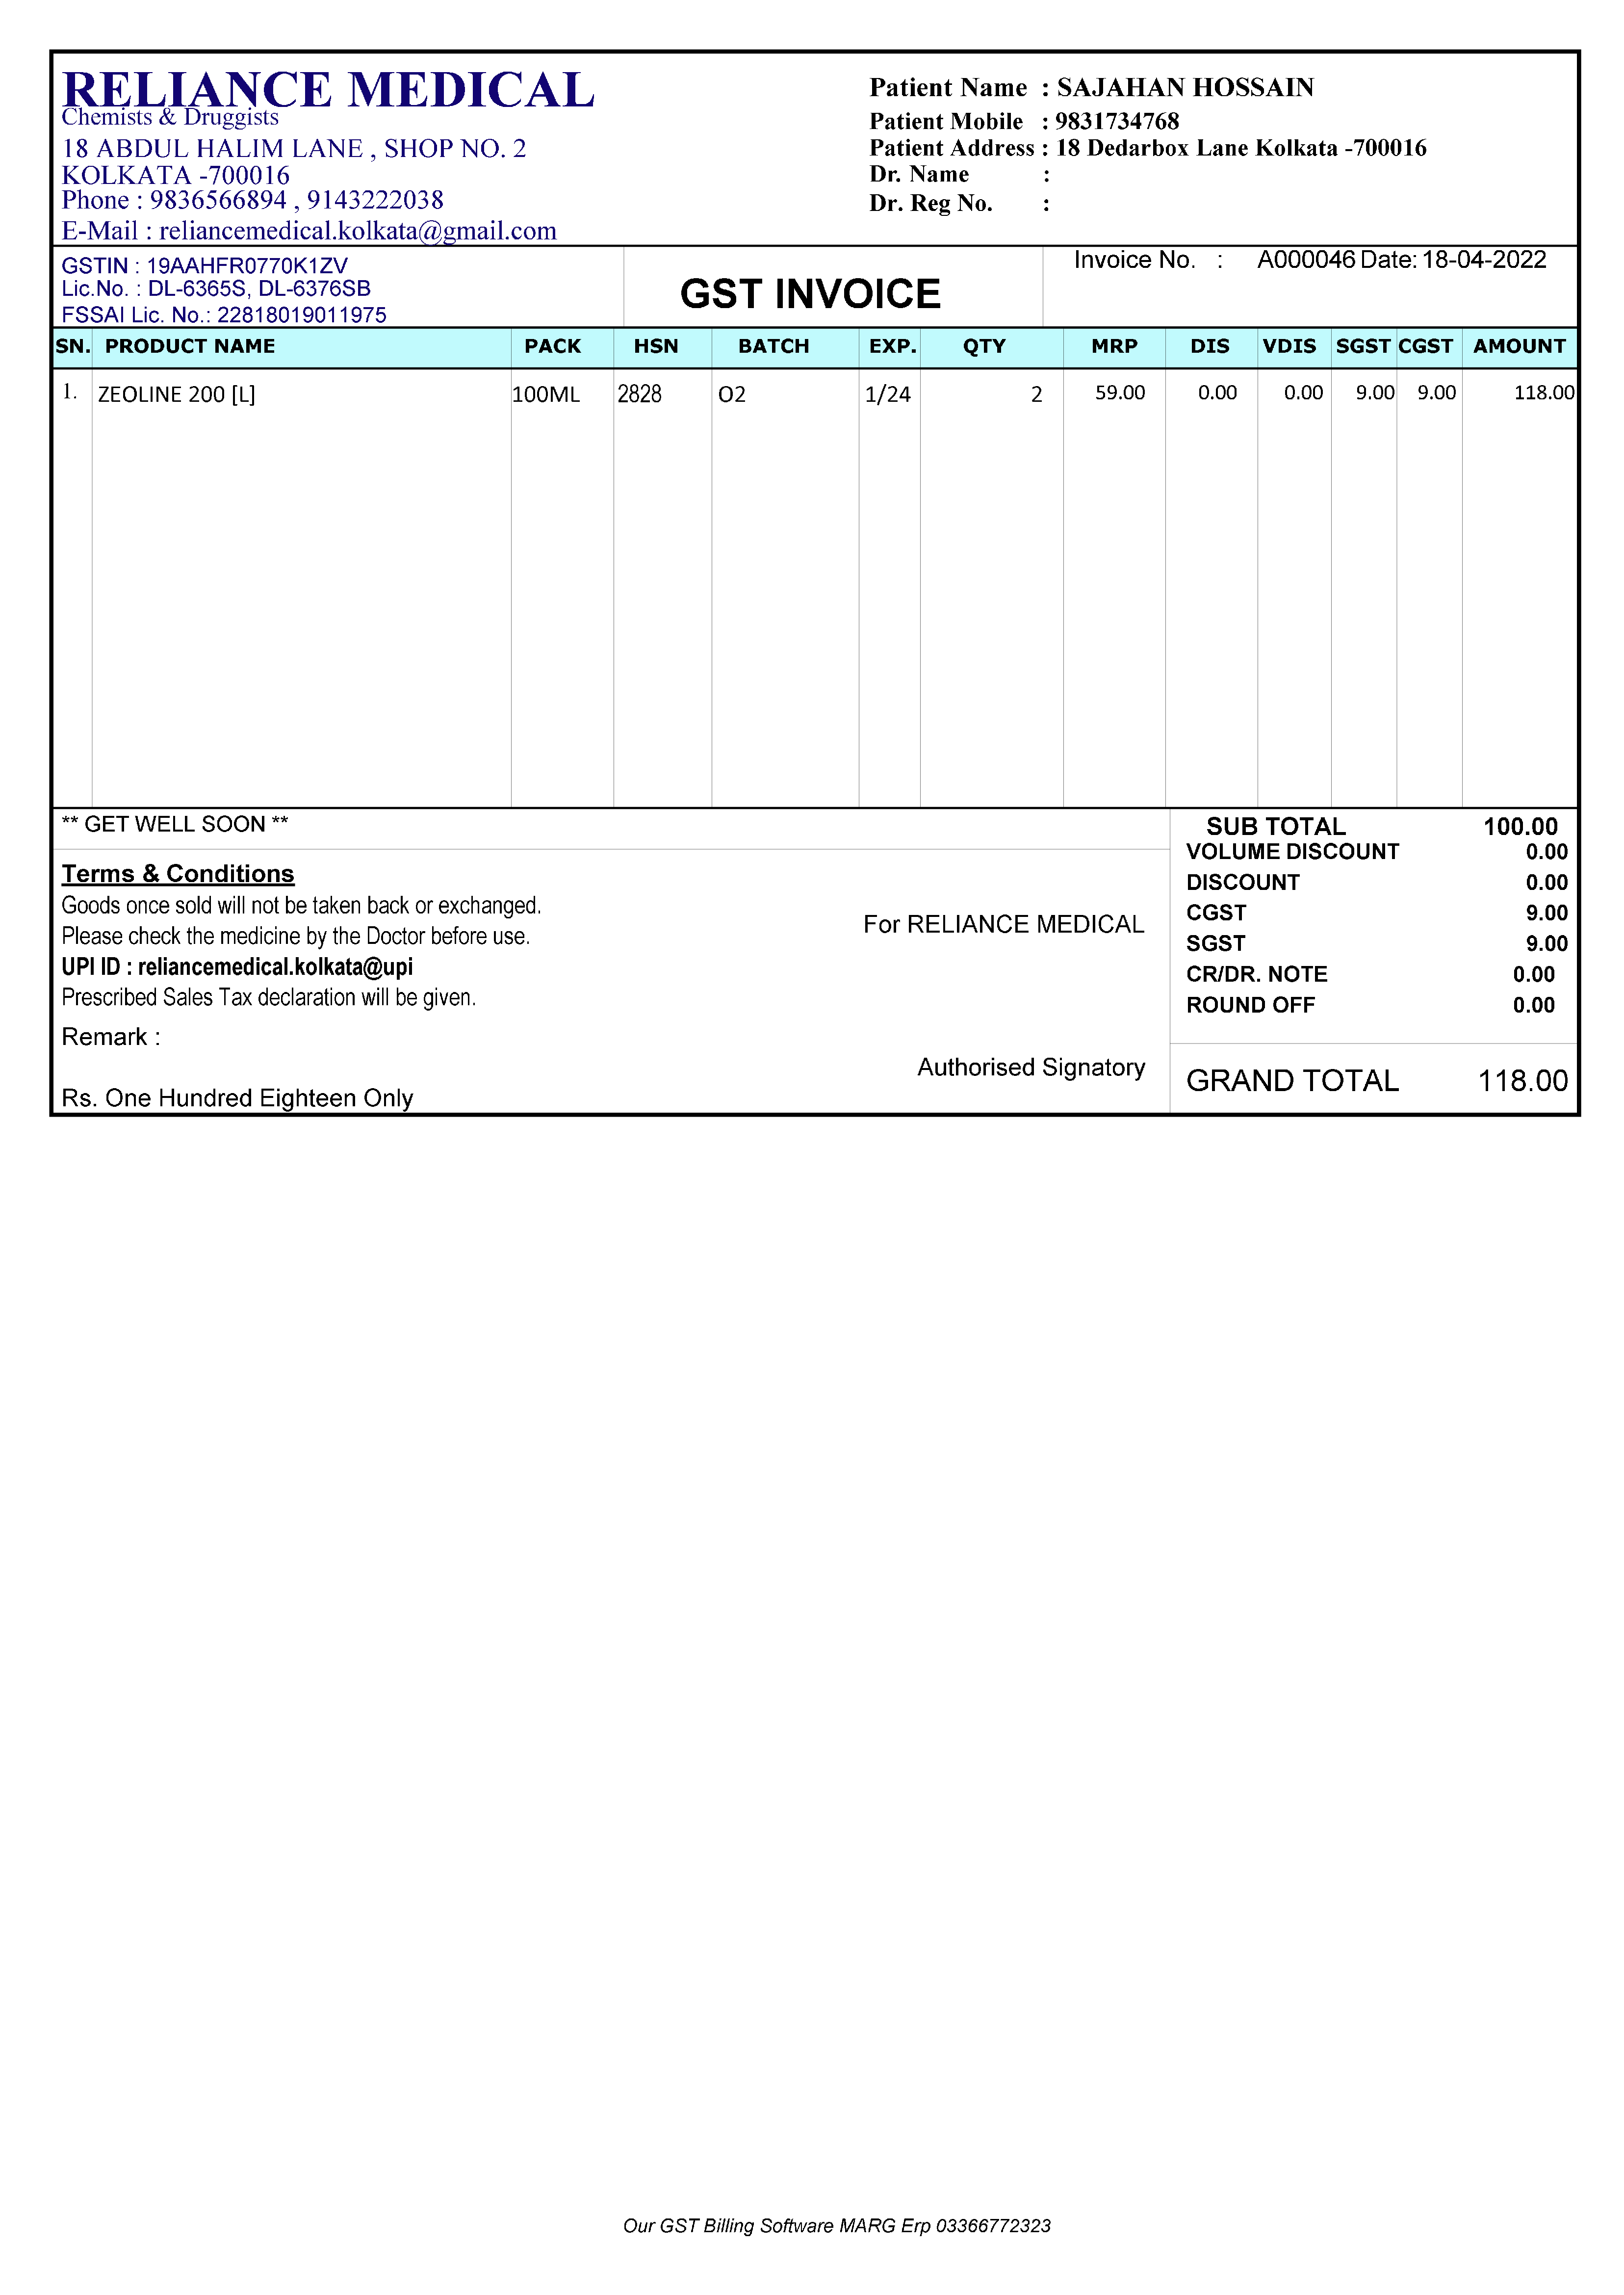 RELIANCE MEDICAL
Chemists & Druggists
18 ABDUL HALIM LANE , SHOP NO. 2
KOLKATA -700016
Phone : 9836566894 , 9143222038
E-Mail : reliancemedical.kolkata@gmail.com
Patient Name : SAJAHAN HOSSAIN
Patient Mobile : 9831734768
Patient Address : 18 Dedarbox Lane Kolkata -700016
Dr. Name :
Dr. Reg No. :
GSTIN : 19AAHFR0770K1ZV
Lic.No. : DL-6365S, DL-6376SB
FSSAI Lic. No.: 22818019011975
GST INVOICE
Invoice No. : A000046 Date: 18-04-2022
SN. PRODUCT NAME PACK HSN BATCH EXP. QTY MRP DIS VDIS SGST CGST AMOUNT
1. ZEOLINE 200 [L] 100ML 2828 O2 1/24 2 59.00 0.00 0.00 9.00 9.00 118.00
** GET WELL SOON **
Terms & Conditions
Goods once sold will not be taken back or exchanged.
Please check the medicine by the Doctor before use.
UPI ID : reliancemedical.kolkata@upi
Prescribed Sales Tax declaration will be given.
Remark :
Rs. One Hundred Eighteen Only
For RELIANCE MEDICAL
Authorised Signatory
SUB TOTAL 100.00
VOLUME DISCOUNT 0.00
DISCOUNT 0.00
CGST 9.00
SGST 9.00
CR/DR. NOTE 0.00
ROUND OFF 0.00
GRAND TOTAL 118.00
Our GST Billing Software MARG Erp 03366772323